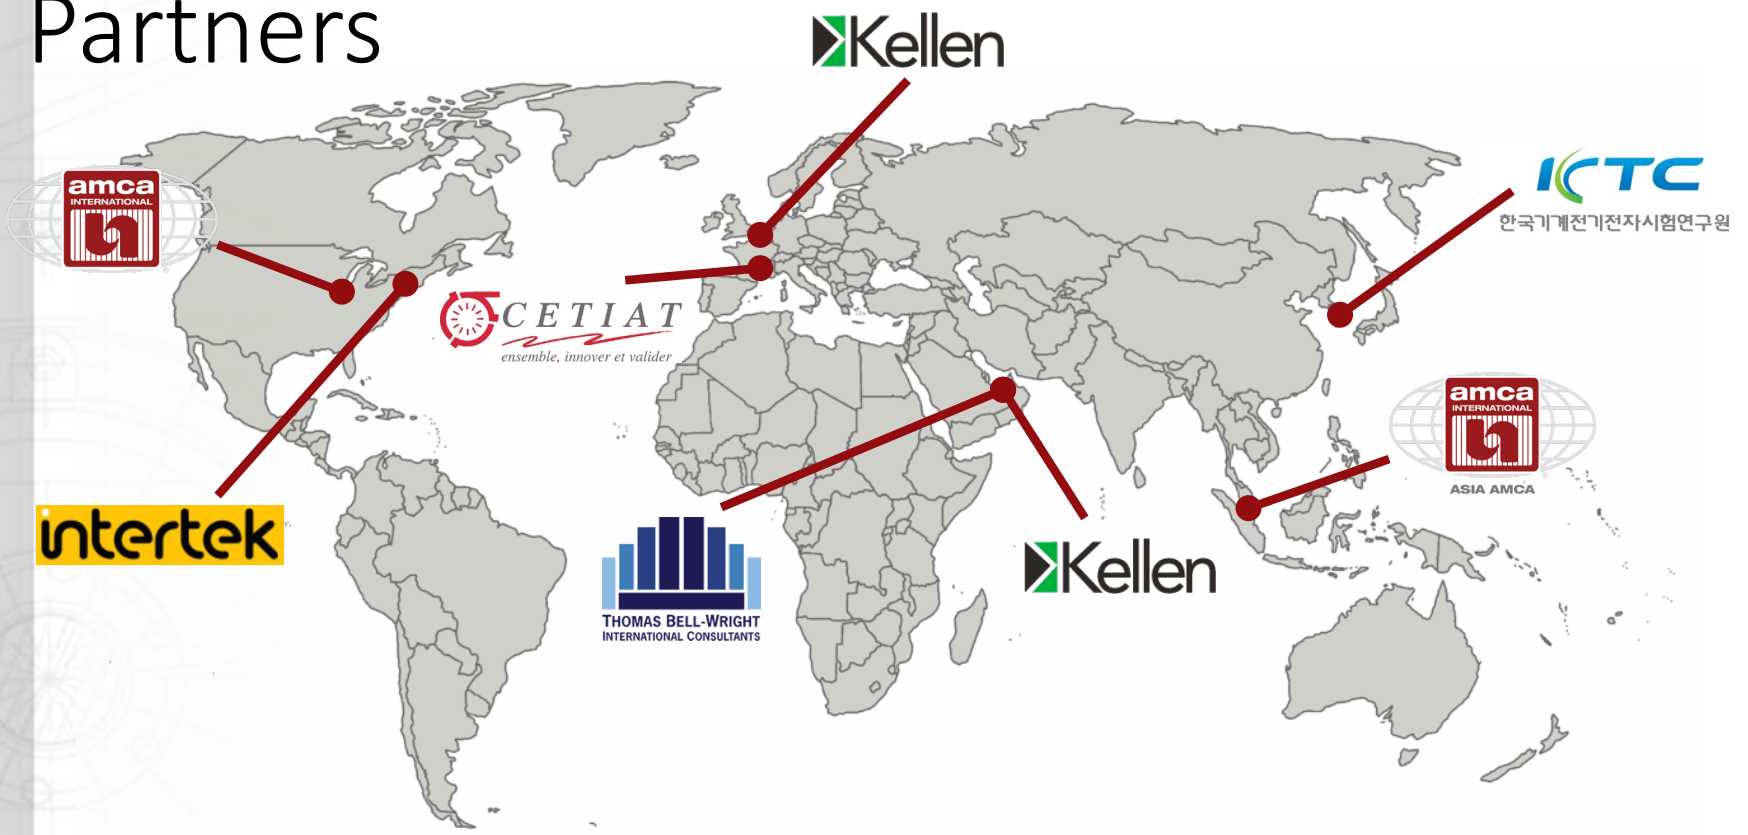 Partners
Kellen
amca
INTERNATIONAL
KTC
한국기계전기전자시험연구원
CETIAT
ensemble, innover et valider
amca
INTERNATIONAL
ASIA AMCA
intertek
THOMAS BELL-WRIGHT
INTERNATIONAL CONSULTANTS
Kellen